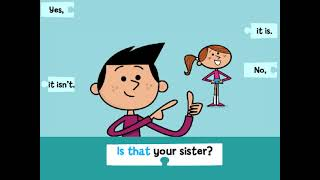 Yes,
it is.
it isn't.
No,
Is that your sister?